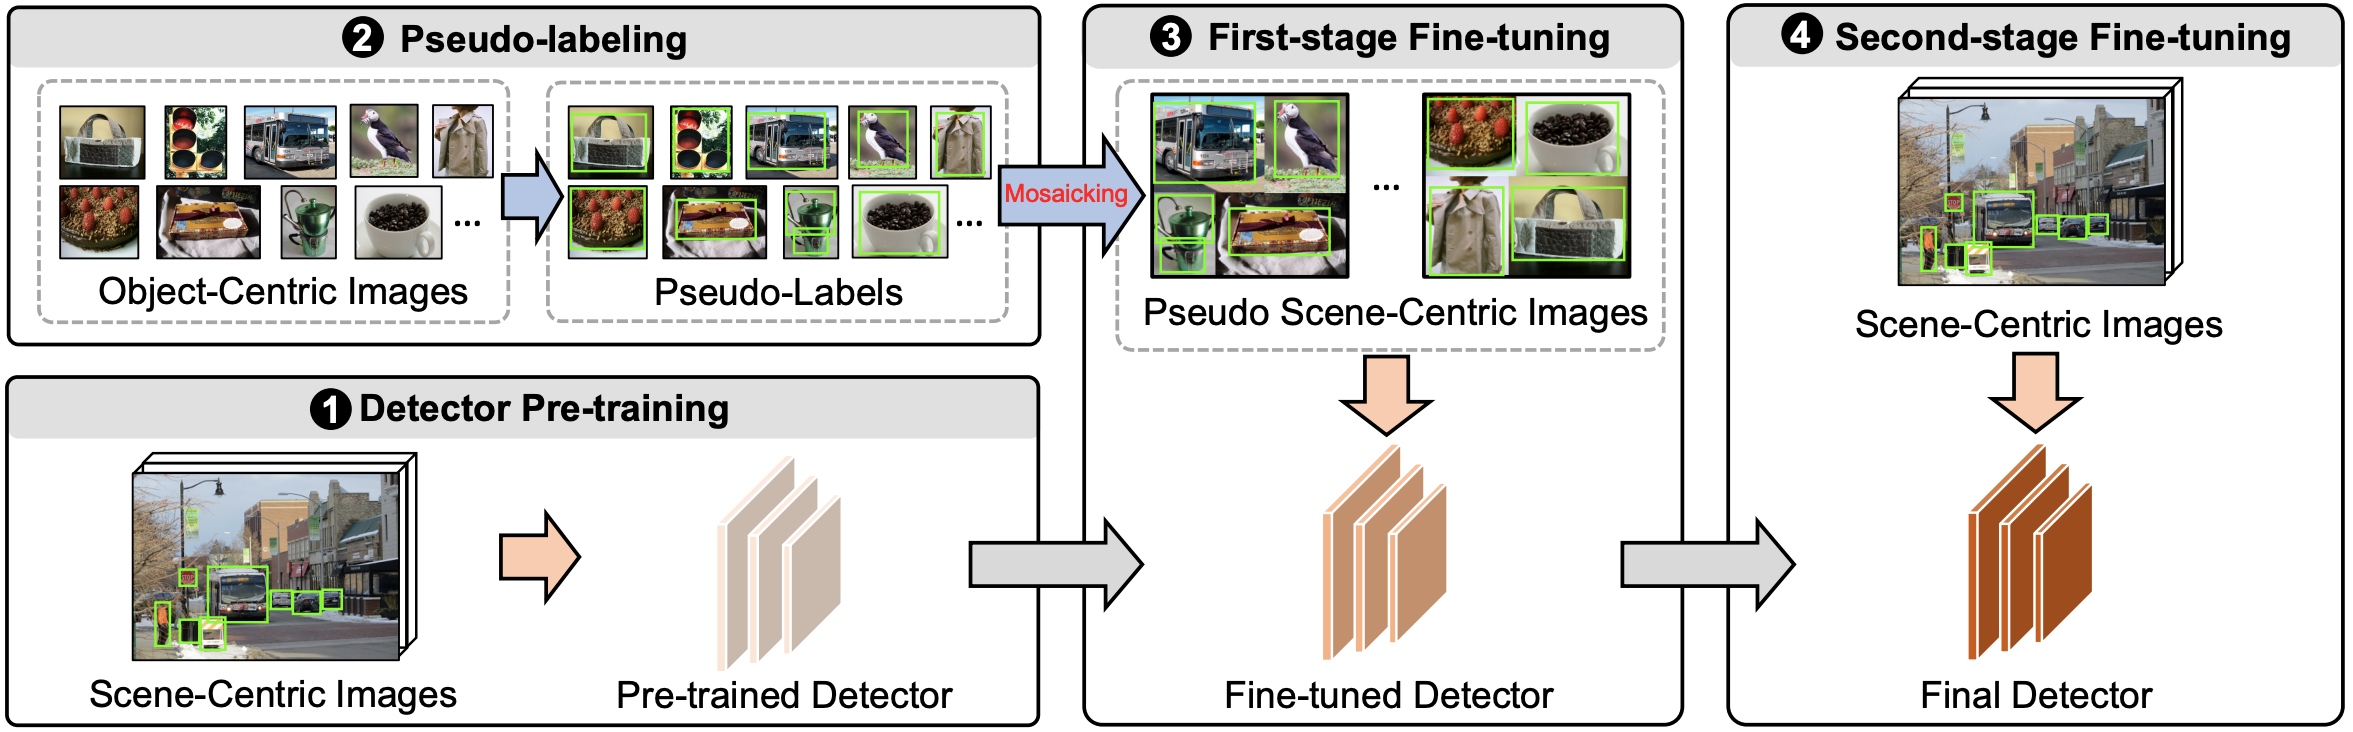 2 Pseudo-labeling
Object-Centric Images
...
Pseudo-Labels
...
Mosaicking
1 Detector Pre-training
STOP
Scene-Centric Images
Pre-trained Detector
3 First-stage Fine-tuning
...
Pseudo Scene-Centric Images
Fine-tuned Detector
4 Second-stage Fine-tuning
STOP
Scene-Centric Images
Final Detector